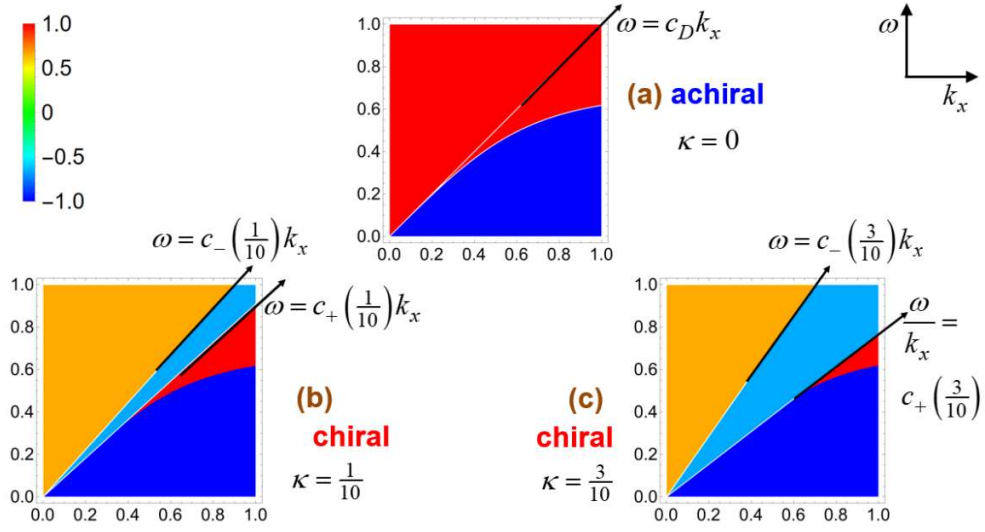 1.0
0.5
0
−0.5
−1.0
1.0
0.8
0.6
0.4
0.2
0.0
0.0 0.2 0.4 0.6 0.8 1.0
ω = c_D k_x
(a) achiral
κ = 0
ω
k_x
ω = c_−(1/10)k_x
ω = c_+(1/10)k_x
1.0
0.8
0.6
0.4
0.2
0.0
0.0 0.2 0.4 0.6 0.8 1.0
(b)
chiral
κ = 1/10
ω = c_−(3/10)k_x
ω/k_x =
c_+(3/10)
(c)
chiral
κ = 3/10
1.0
0.8
0.6
0.4
0.2
0.0
0.0 0.2 0.4 0.6 0.8 1.0